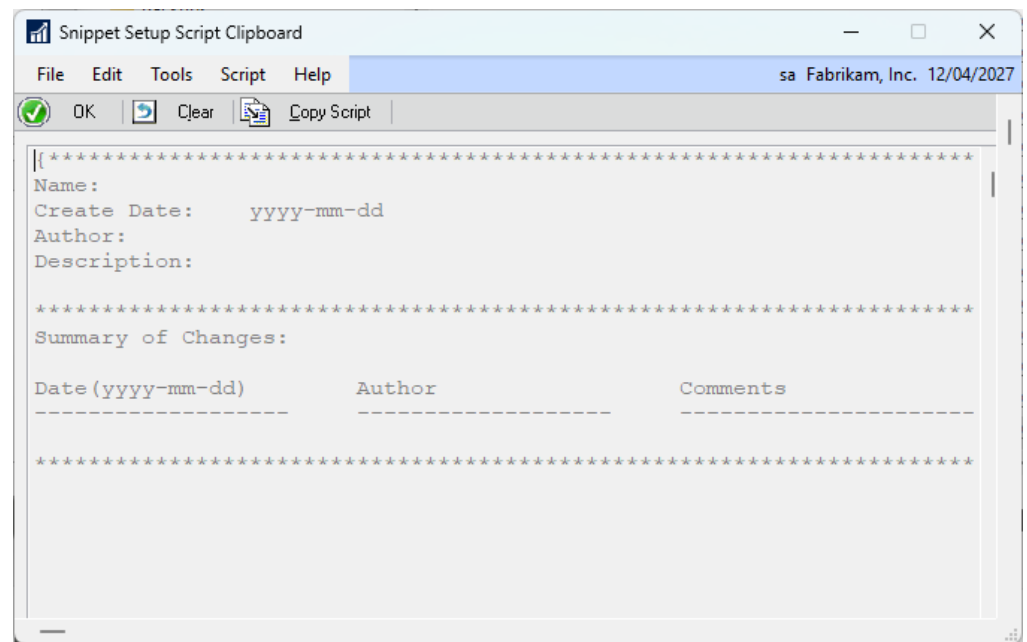 Snippet Setup Script Clipboard
File Edit Tools Script Help sa Fabrikam, Inc. 12/04/2027
OK Clear Copy Script
{*********************************************************************
Name:
Create Date:    yyyy-mm-dd
Author:
Description:
**********************************************************************
Summary of Changes:
Date(yyyy-mm-dd)        Author                  Comments
-------------------     -------------------     ----------------------
**********************************************************************